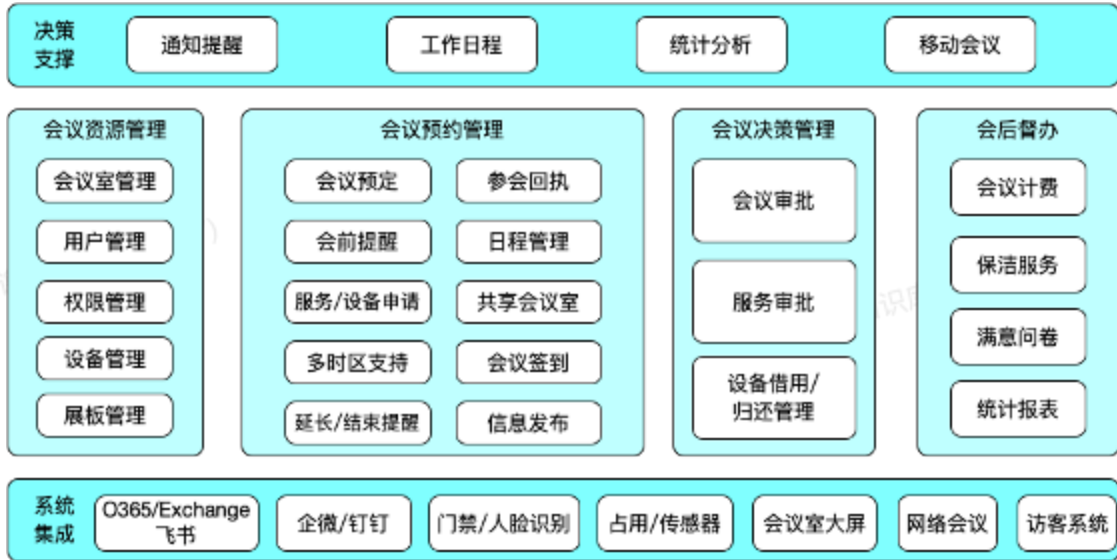 决策
支撑
通知提醒
工作日程
统计分析
移动会议
会议资源管理
会议室管理
用户管理
权限管理
设备管理
展板管理
会议预约管理
会议预定
参会回执
会前提醒
日程管理
服务/设备申请
共享会议室
多时区支持
会议签到
延长/结束提醒
信息发布
会议决策管理
会议审批
服务审批
设备借用/
归还管理
会后督办
会议计费
保洁服务
满意问卷
统计报表
系统
集成
O365/Exchange
飞书
企微/钉钉
门禁/人脸识别
占用/传感器
会议室大屏
网络会议
访客系统